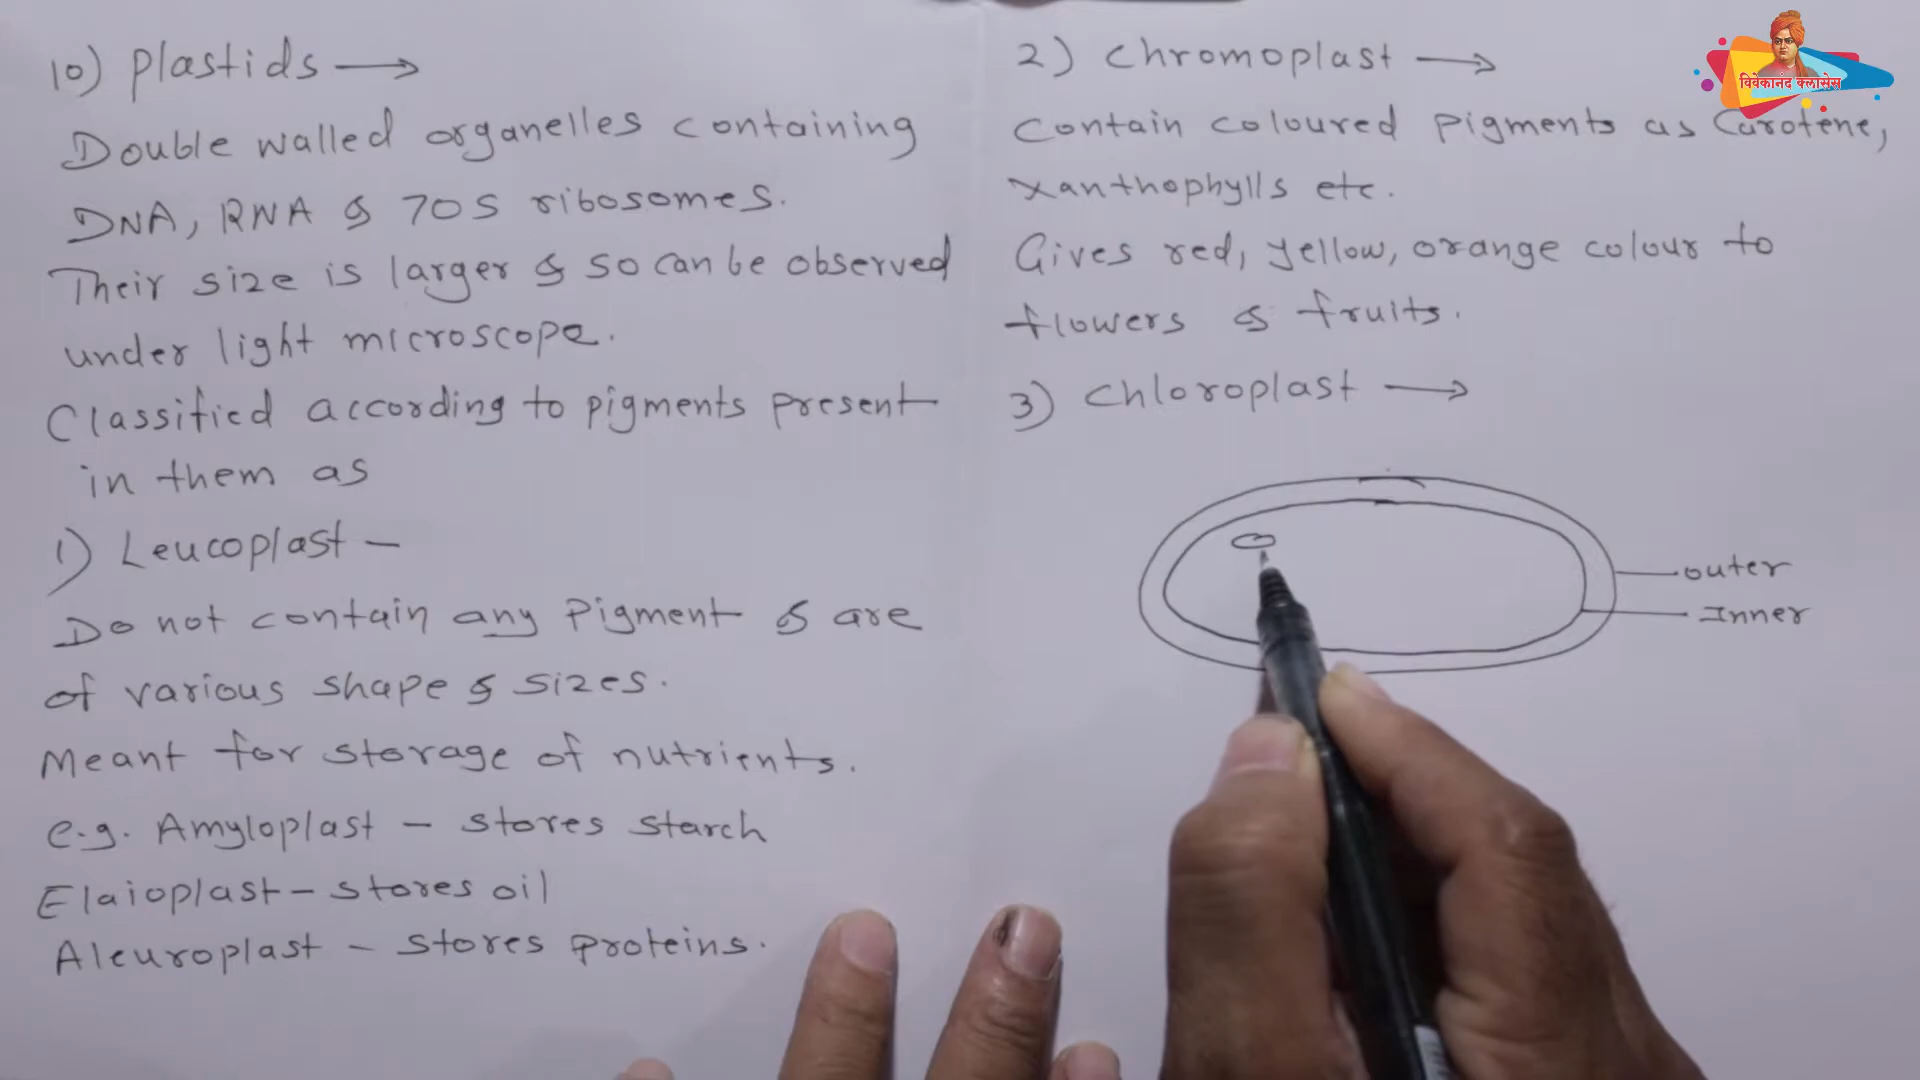 10) Plastids →
Double walled organelles containing
DNA, RNA & 70S ribosomes.
Their size is larger & so can be observed
under light microscope.
Classified according to pigments present
in them as
1) Leucoplast –
Do not contain any Pigment & are
of various shape & sizes.
Meant for storage of nutrients.
e.g. Amyloplast – stores starch
Elaioplast – stores oil
Aleuroplast – stores proteins.
2) Chromoplast →
Contain coloured pigments as Carotene,
Xanthophylls etc.
Gives red, yellow, orange colour to
flowers & fruits.
3) Chloroplast →
outer
Inner
विवेकानंद क्लासेस